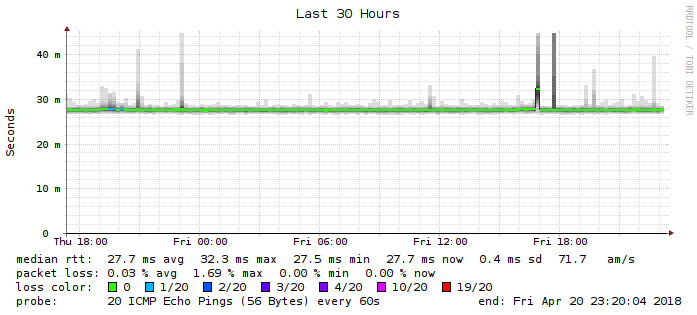 Last 30 Hours
RRDTOOL / TOBI OETIKER
Seconds
40 m
30 m
20 m
10 m
0
Thu 18:00 Fri 00:00 Fri 06:00 Fri 12:00 Fri 18:00
median rtt: 27.7 ms avg 32.3 ms max 27.5 ms min 27.7 ms now 0.4 ms sd 71.7 am/s
packet loss: 0.03 % avg 1.69 % max 0.00 % min 0.00 % now
loss color: 0 1/20 2/20 3/20 4/20 10/20 19/20
probe: 20 ICMP Echo Pings (56 Bytes) every 60s end: Fri Apr 20 23:20:04 2018